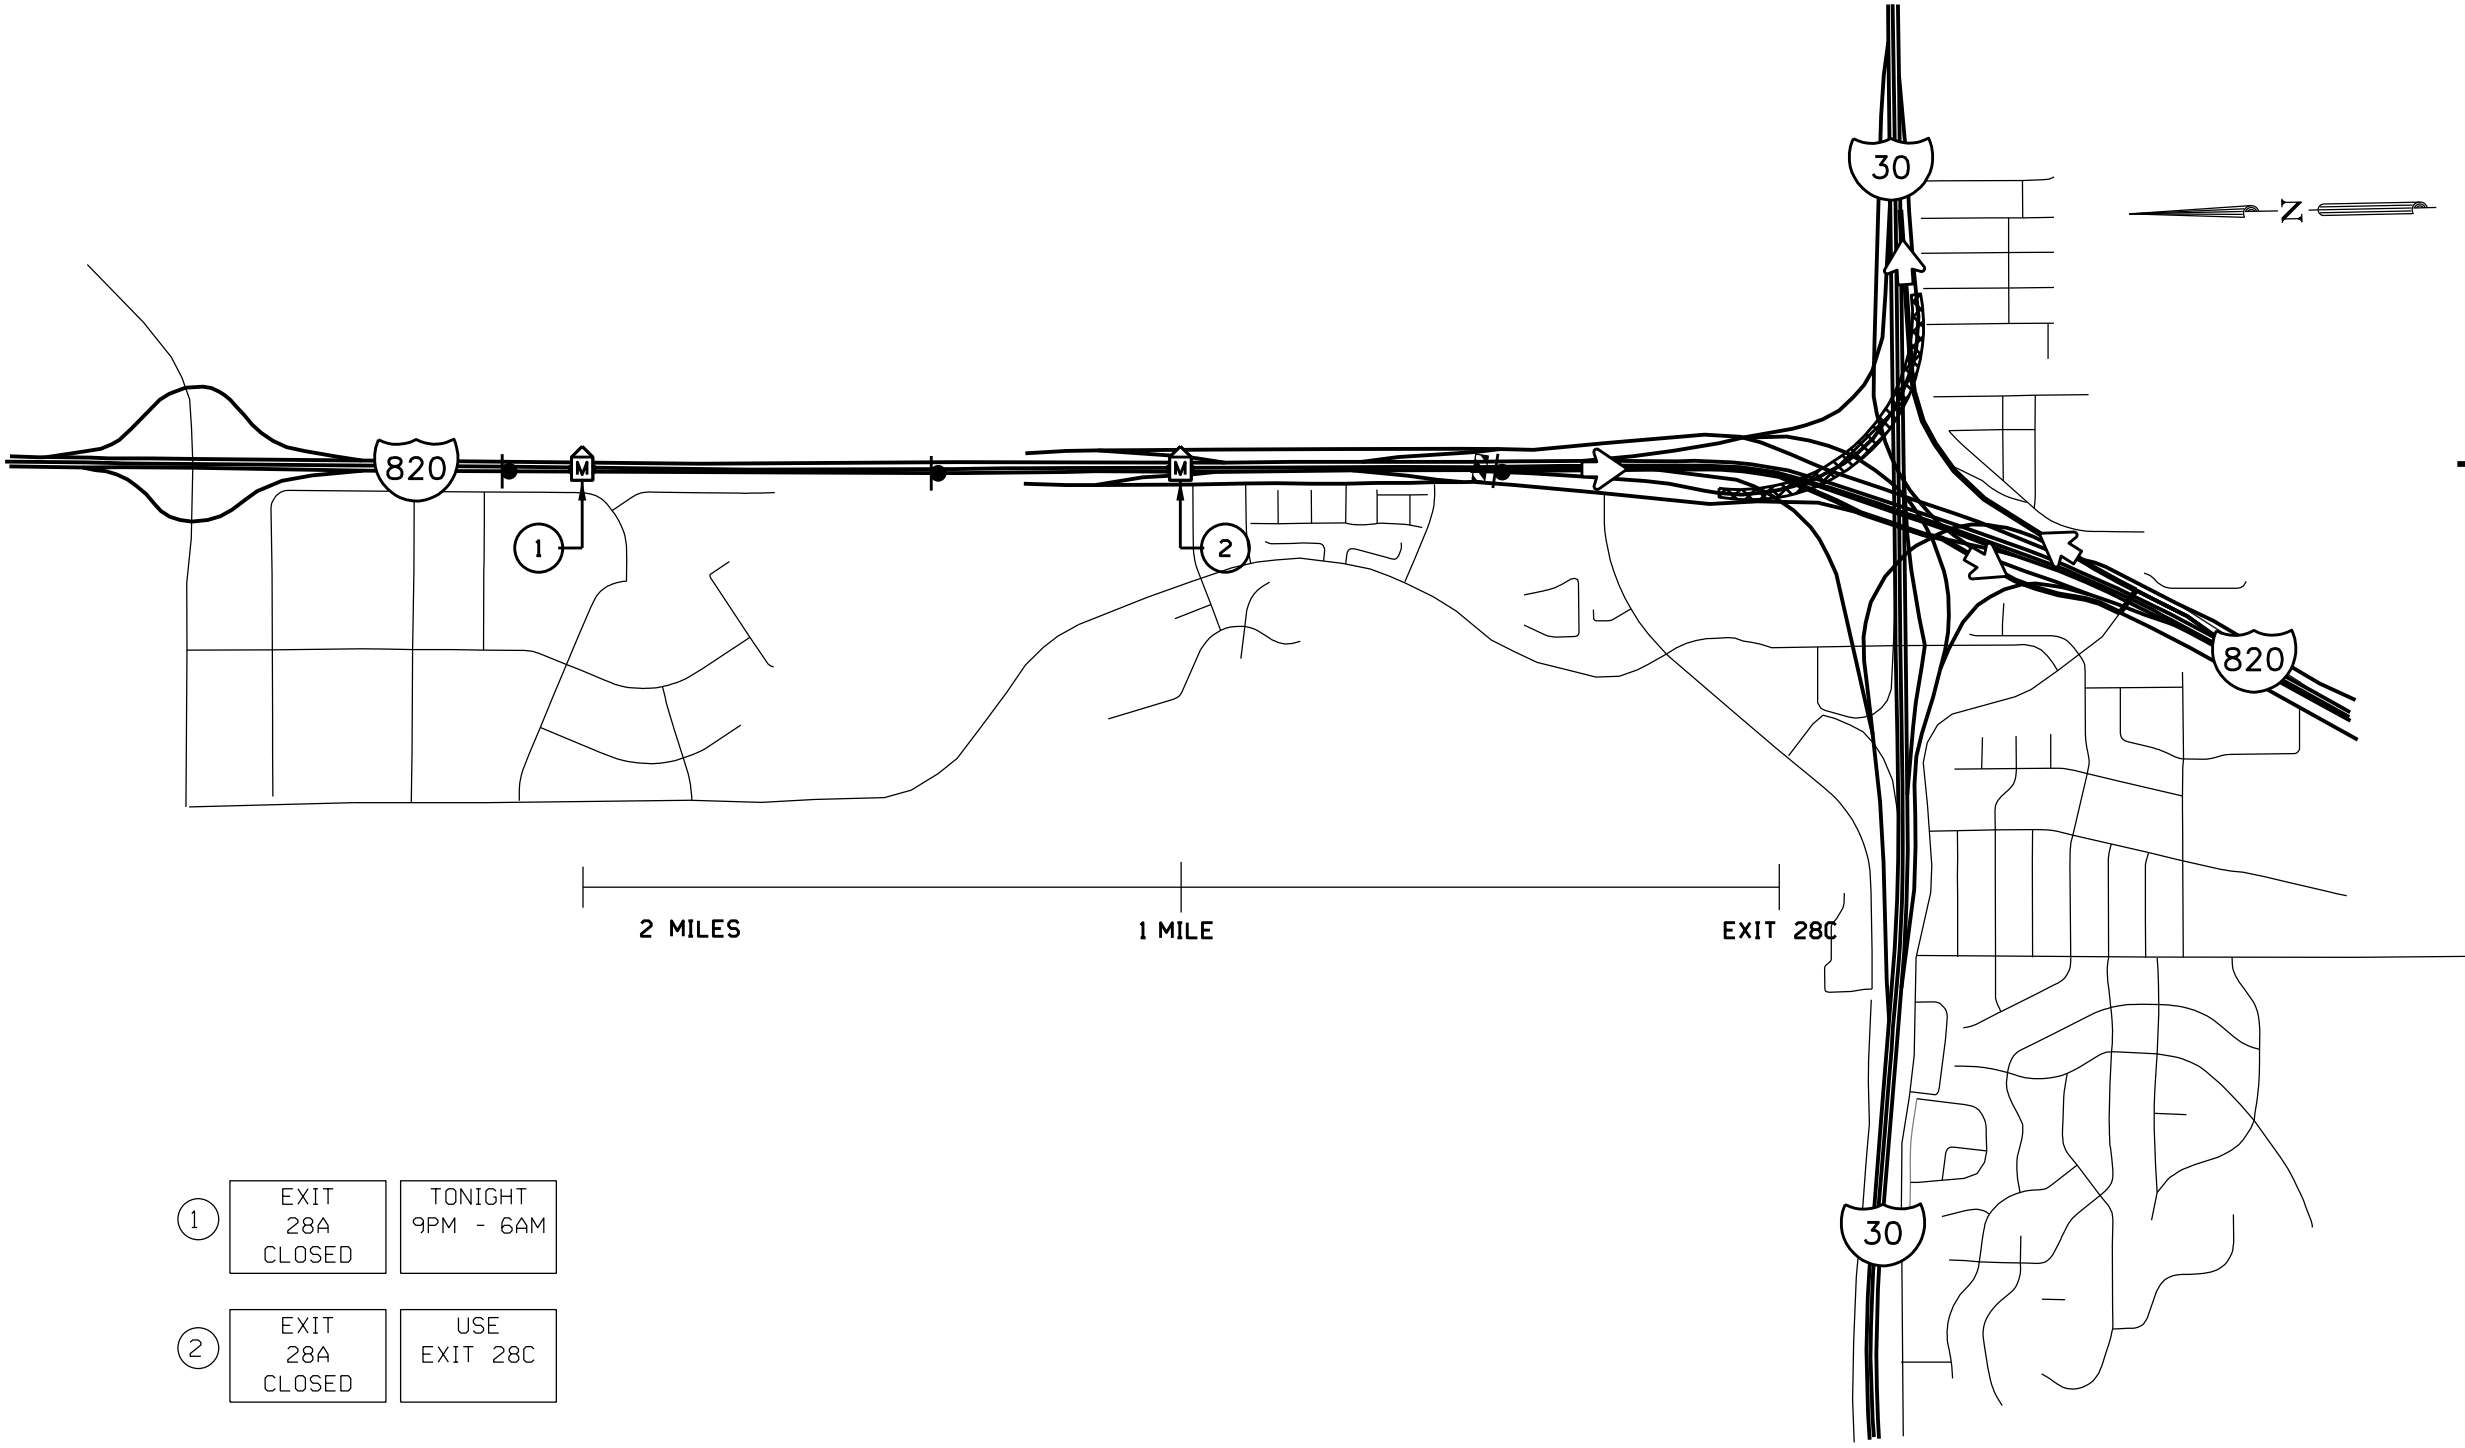 30
N
820
M
M
1
2
820
2 MILES
1 MILE
EXIT 28C
1
EXIT
28A
CLOSED
TONIGHT
9PM - 6AM
30
2
EXIT
28A
CLOSED
USE
EXIT 28C